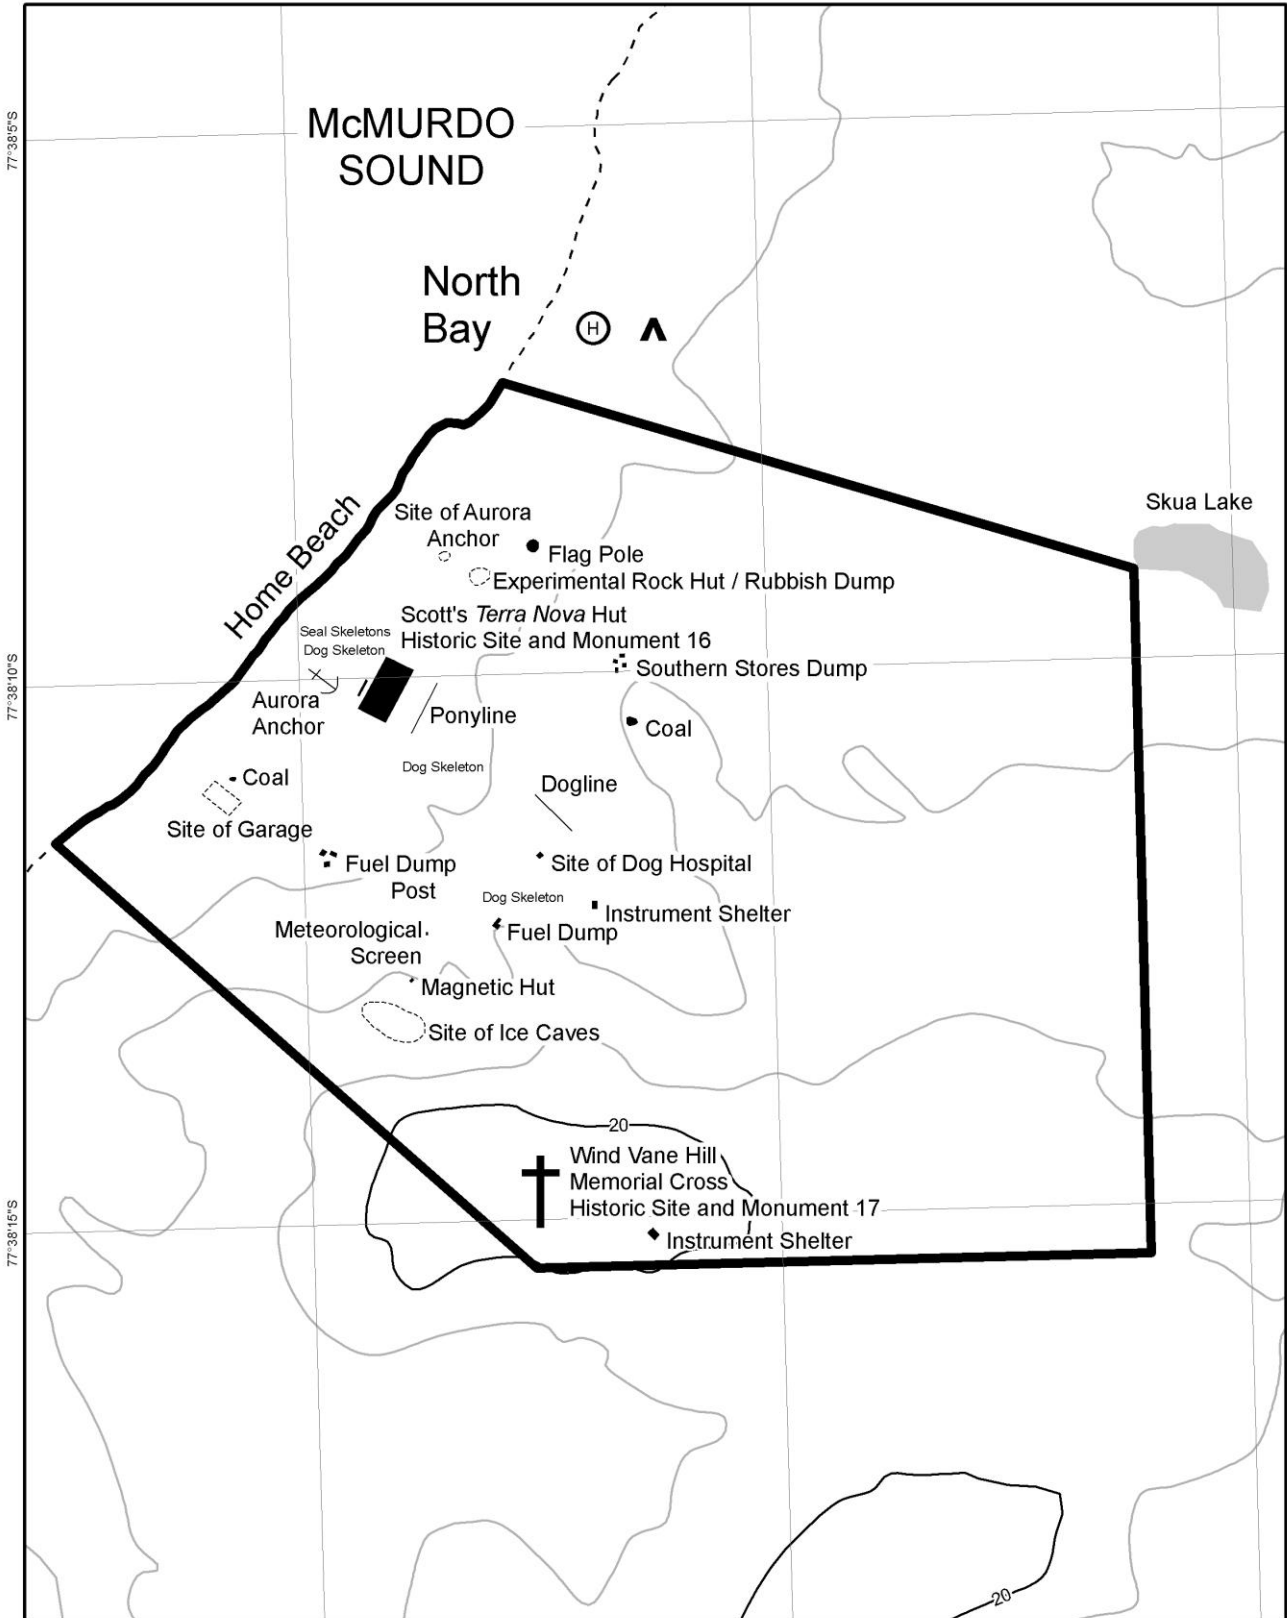 77°38'5"S
McMURDO
SOUND
North
Bay
H
Skua Lake
Home Beach
Site of Aurora
Anchor
Flag Pole
Experimental Rock Hut / Rubbish Dump
Scott's Terra Nova Hut
Historic Site and Monument 16
Seal Skeletons
Dog Skeleton
Southern Stores Dump
77°38'10"S
Aurora
Anchor
Ponyline
Coal
Dog Skeleton
Coal
Dogline
Site of Garage
Fuel Dump
Post
Site of Dog Hospital
Dog Skeleton
Instrument Shelter
Meteorological
Screen
Fuel Dump
Magnetic Hut
Site of Ice Caves
20
Wind Vane Hill
Memorial Cross
Historic Site and Monument 17
77°38'15"S
Instrument Shelter
20